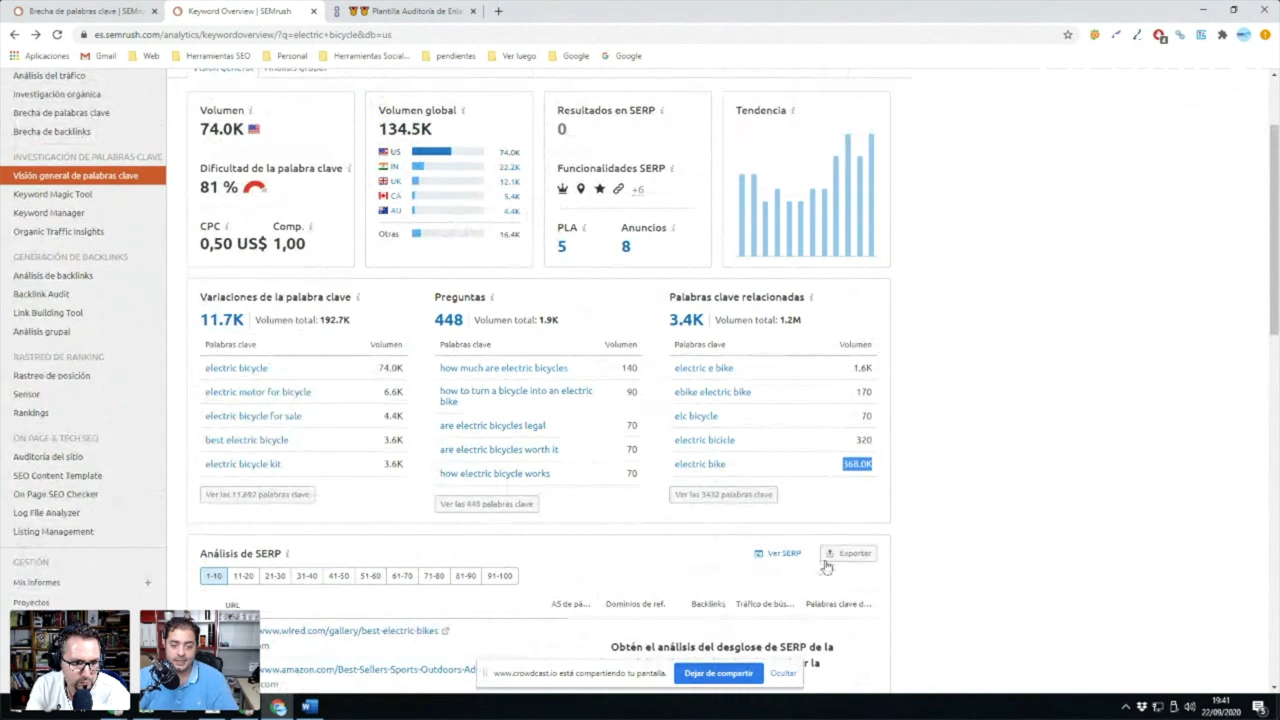 Brecha de palabras clave | SEMr
Keyword Overview | SEMrush
Plantilla Auditoría de Enla
es.semrush.com/analytics/keywordoverview/?q=electric+bicycle&db=us
Aplicaciones
Gmail
Web
Herramientas SEO
Personal
Herramientas Social...
pendientes
Ver luego
Google
Google
Análisis del tráfico
Investigación orgánica
Brecha de palabras clave
Brecha de backlinks
INVESTIGACIÓN DE PALABRAS CLAVE
Visión general de palabras clave
Keyword Magic Tool
Keyword Manager
Organic Traffic Insights
GENERACIÓN DE BACKLINKS
Análisis de backlinks
Backlink Audit
Link Building Tool
Análisis grupal
RASTREO DE RANKING
Rastreo de posición
Sensor
Rankings
ON PAGE & TECH SEO
Auditoría del sitio
SEO Content Template
On Page SEO Checker
Log File Analyzer
Listing Management
GESTIÓN
Mis informes +
Proyectos
Volumen i
74.0K
Dificultad de la palabra clave i
81 %
CPC i Comp. i
0,50 US$ 1,00
Volumen global i
134.5K
US 74.0K
IN 22.2K
UK 12.1K
CA 5.4K
AU 4.4K
Otras 16.4K
Resultados en SERP i
0
Funcionalidades SERP i
+6
PLA i Anuncios i
5 8
Tendencia i
Variaciones de la palabra clave i
11.7K Volumen total: 192.7K
Palabras clave Volumen
electric bicycle 74.0K
electric motor for bicycle 6.6K
electric bicycle for sale 4.4K
best electric bicycle 3.6K
electric bicycle kit 3.6K
Ver las 11,692 palabras clave
Preguntas i
448 Volumen total: 1.9K
Palabras clave Volumen
how much are electric bicycles 140
how to turn a bicycle into an electric 90
bike
are electric bicycles legal 70
are electric bicycles worth it 70
how electric bicycle works 70
Ver las 448 palabras clave
Palabras clave relacionadas i
3.4K Volumen total: 1.2M
Palabras clave Volumen
electric e bike 1.6K
ebike electric bike 170
elc bicycle 70
electric bicicle 320
electric bike 368.0K
Ver las 3432 palabras clave
Análisis de SERP i
Ver SERP
Exportar
1-10 11-20 21-30 31-40 41-50 51-60 61-70 71-80 81-90 91-100
URL AS de pá... Dominios de ref. Backlinks Tráfico de bús... Palabras clave d...
www.wired.com/gallery/best-electric-bikes
www.amazon.com/Best-Sellers-Sports-Outdoors-Ad
com
Obtén el análisis del desglose de SERP de la
www.crowdcast.io está compartiendo tu pantalla.
Dejar de compartir
Ocultar
19:41
22/09/2020
5